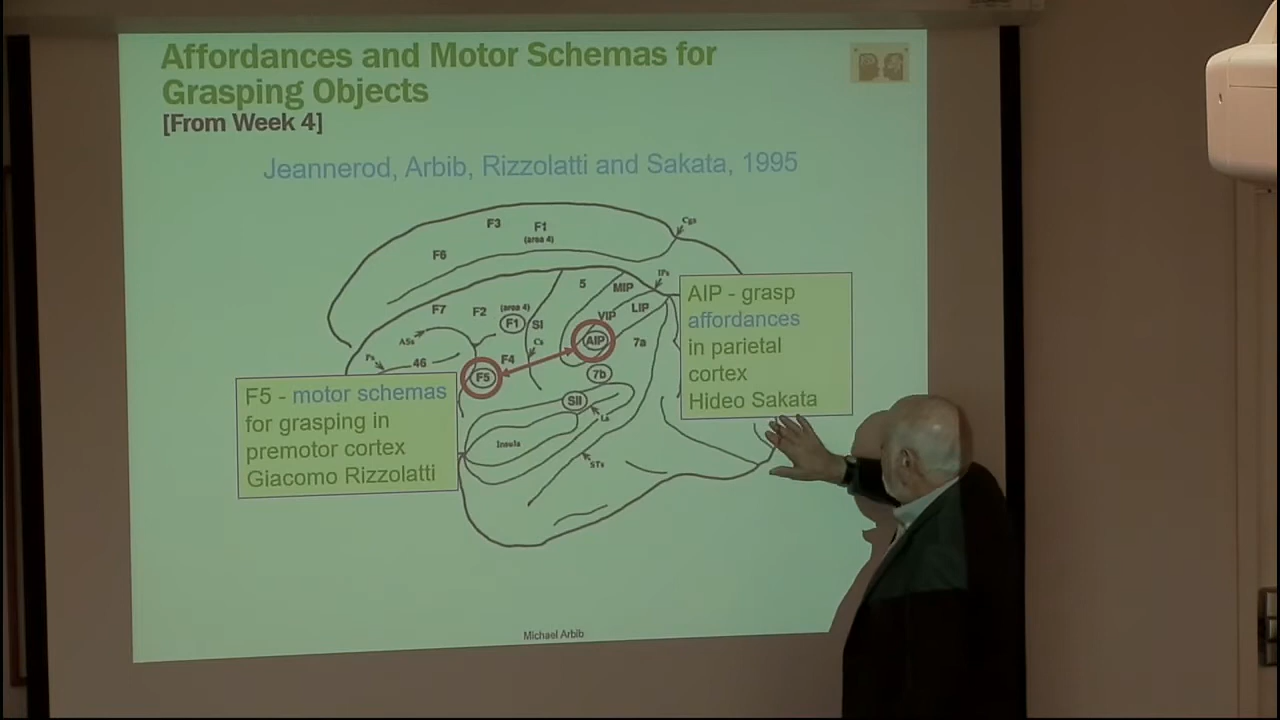 Affordances and Motor Schemas for
Grasping Objects
[From Week 4]
Jeannerod, Arbib, Rizzolatti and Sakata, 1995
F3
F1
(area 4)
F6
Cgs
5
IPs
MIP
LIP
VIP
F7
F2
(area 4)
F1
SI
AIP
7a
ASs
Cs
Ps
46
F4
F5
7b
SII
Ls
Insula
STs
AIP - grasp
affordances
in parietal
cortex
Hideo Sakata
F5 - motor schemas
for grasping in
premotor cortex
Giacomo Rizzolatti
Michael Arbib